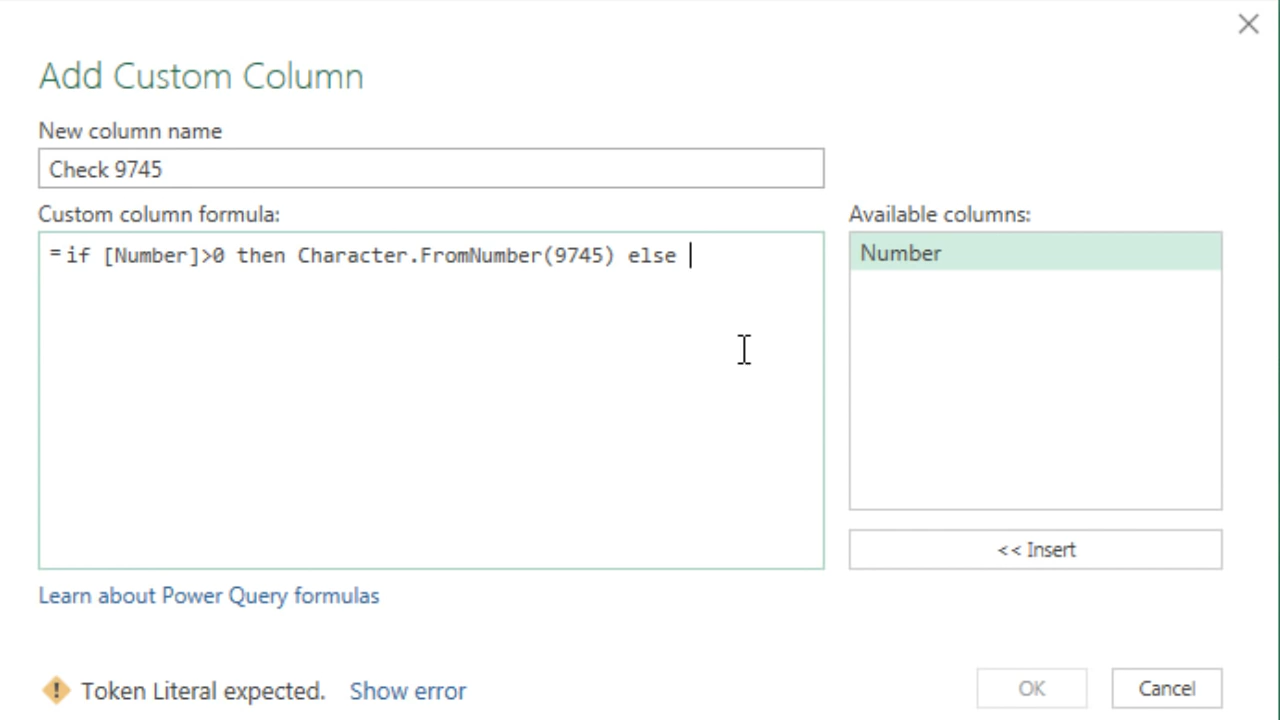 Add Custom Column
New column name
Check 9745
Custom column formula:
=if [Number]>0 then Character.FromNumber(9745) else
Available columns:
Number
<< Insert
Learn about Power Query formulas
Token Literal expected. Show error
OK
Cancel